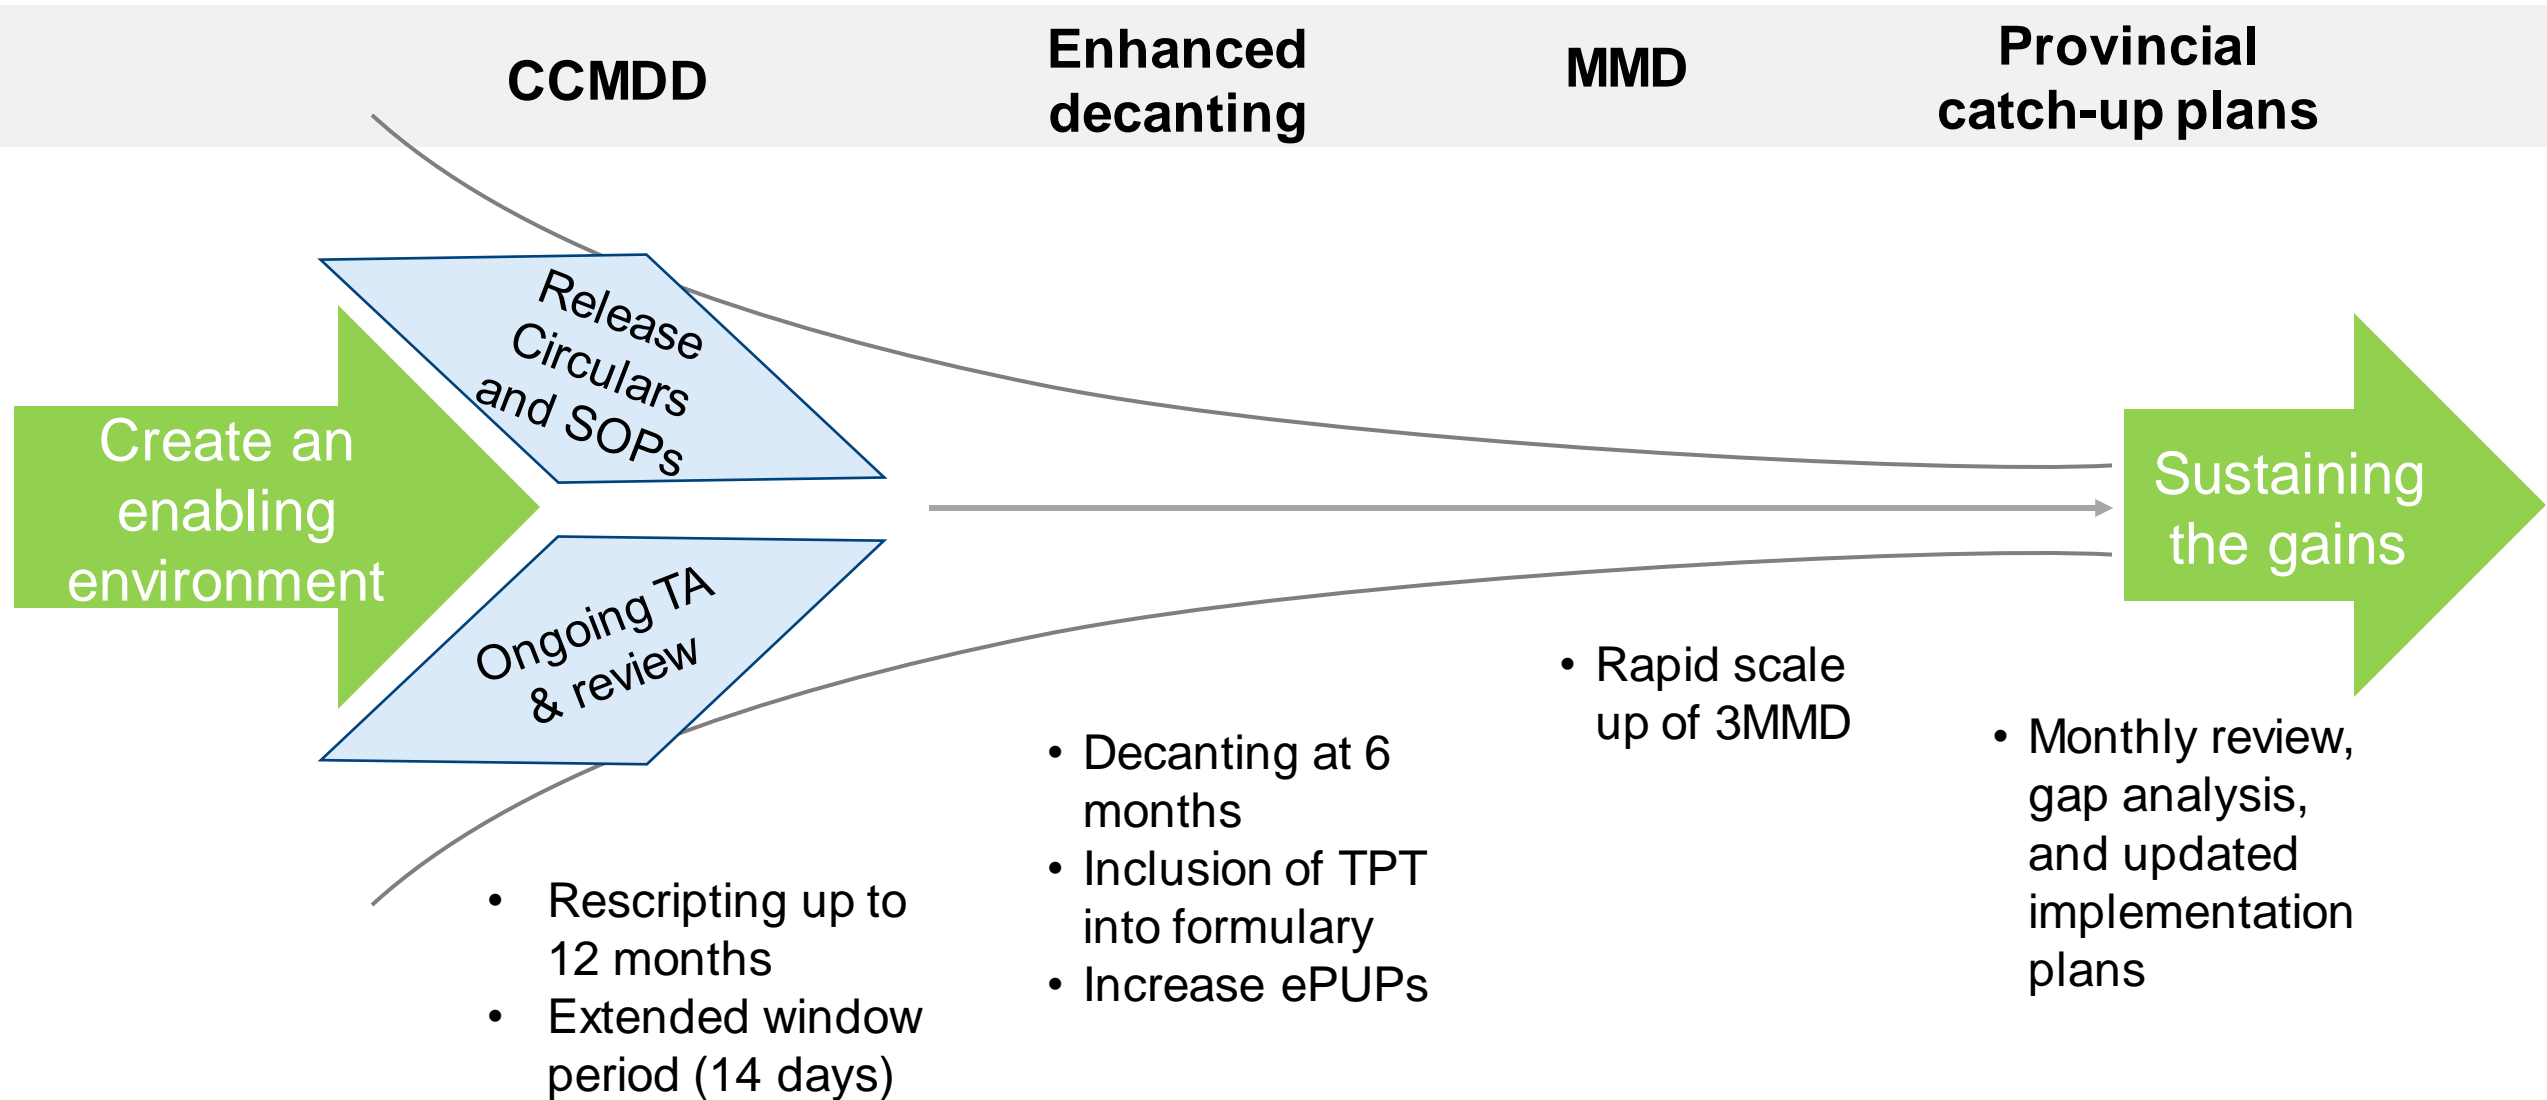 CCMDD
Enhanced
decanting
MMD
Provincial
catch-up plans
Create an
enabling
environment
Release
Circulars
and SOPs
Ongoing TA
& review
Sustaining
the gains
• Rescripting up to
12 months
• Extended window
period (14 days)
• Decanting at 6
months
• Inclusion of TPT
into formulary
• Increase ePUPs
• Rapid scale
up of 3MMD
• Monthly review,
gap analysis,
and updated
implementation
plans